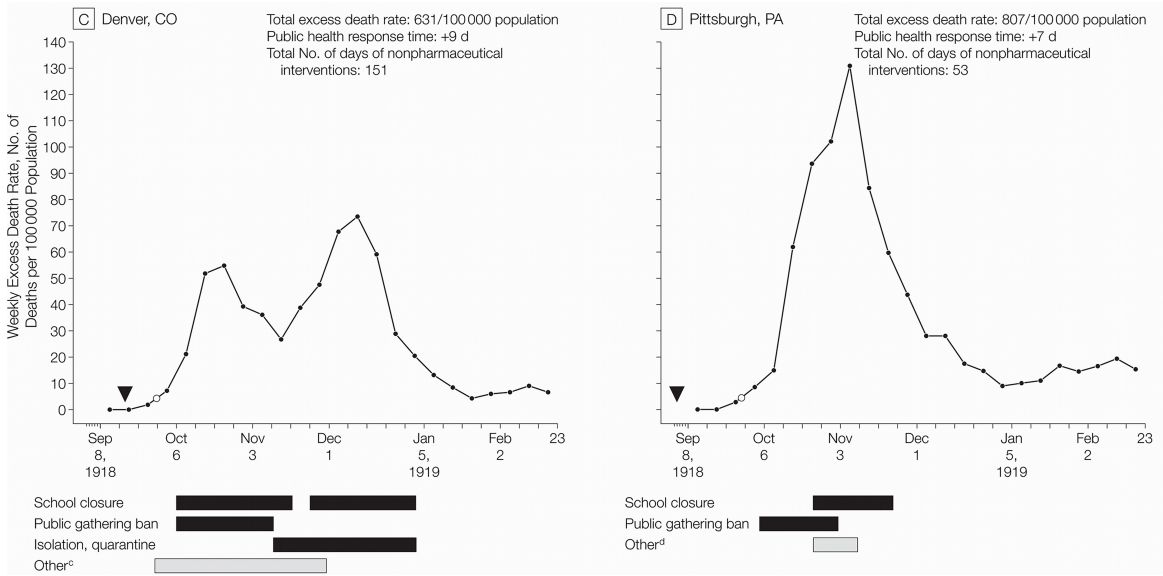 C Denver, CO
Total excess death rate: 631/100 000 population
Public health response time: +9 d
Total No. of days of nonpharmaceutical
interventions: 151
Weekly Excess Death Rate, No. of
Deaths per 100 000 Population
140
130
120
110
100
90
80
70
60
50
40
30
20
10
0
Sep Oct Nov Dec Jan Feb 23
8, 6 3 1 5, 2
1918 1919
School closure
Public gathering ban
Isolation, quarantine
Otherᶜ
D Pittsburgh, PA
Total excess death rate: 807/100 000 population
Public health response time: +7 d
Total No. of days of nonpharmaceutical
interventions: 53
Sep Oct Nov Dec Jan Feb 23
8, 6 3 1 5, 2
1918 1919
School closure
Public gathering ban
Otherᵈ